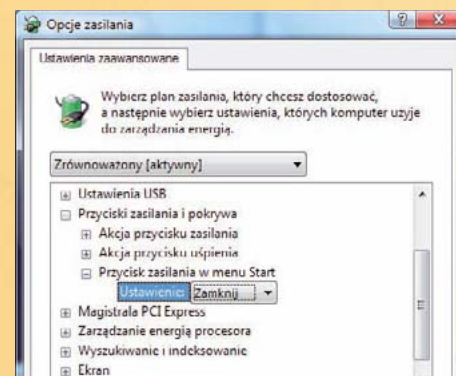 Opcje zasilania
Ustawienia zaawansowane
Wybierz plan zasilania, który chcesz dostosować,
a następnie wybierz ustawienia, których komputer użyje
do zarządzania energią.
Zrównoważony [aktywny]
Ustawienia USB
Przyciski zasilania i pokrywa
Akcja przycisku zasilania
Akcja przycisku uśpienia
Przycisk zasilania w menu Start
Ustawienie: Zamknij
Magistrala PCI Express
Zarządzanie energią procesora
Wyszukiwanie i indeksowanie
Ekran